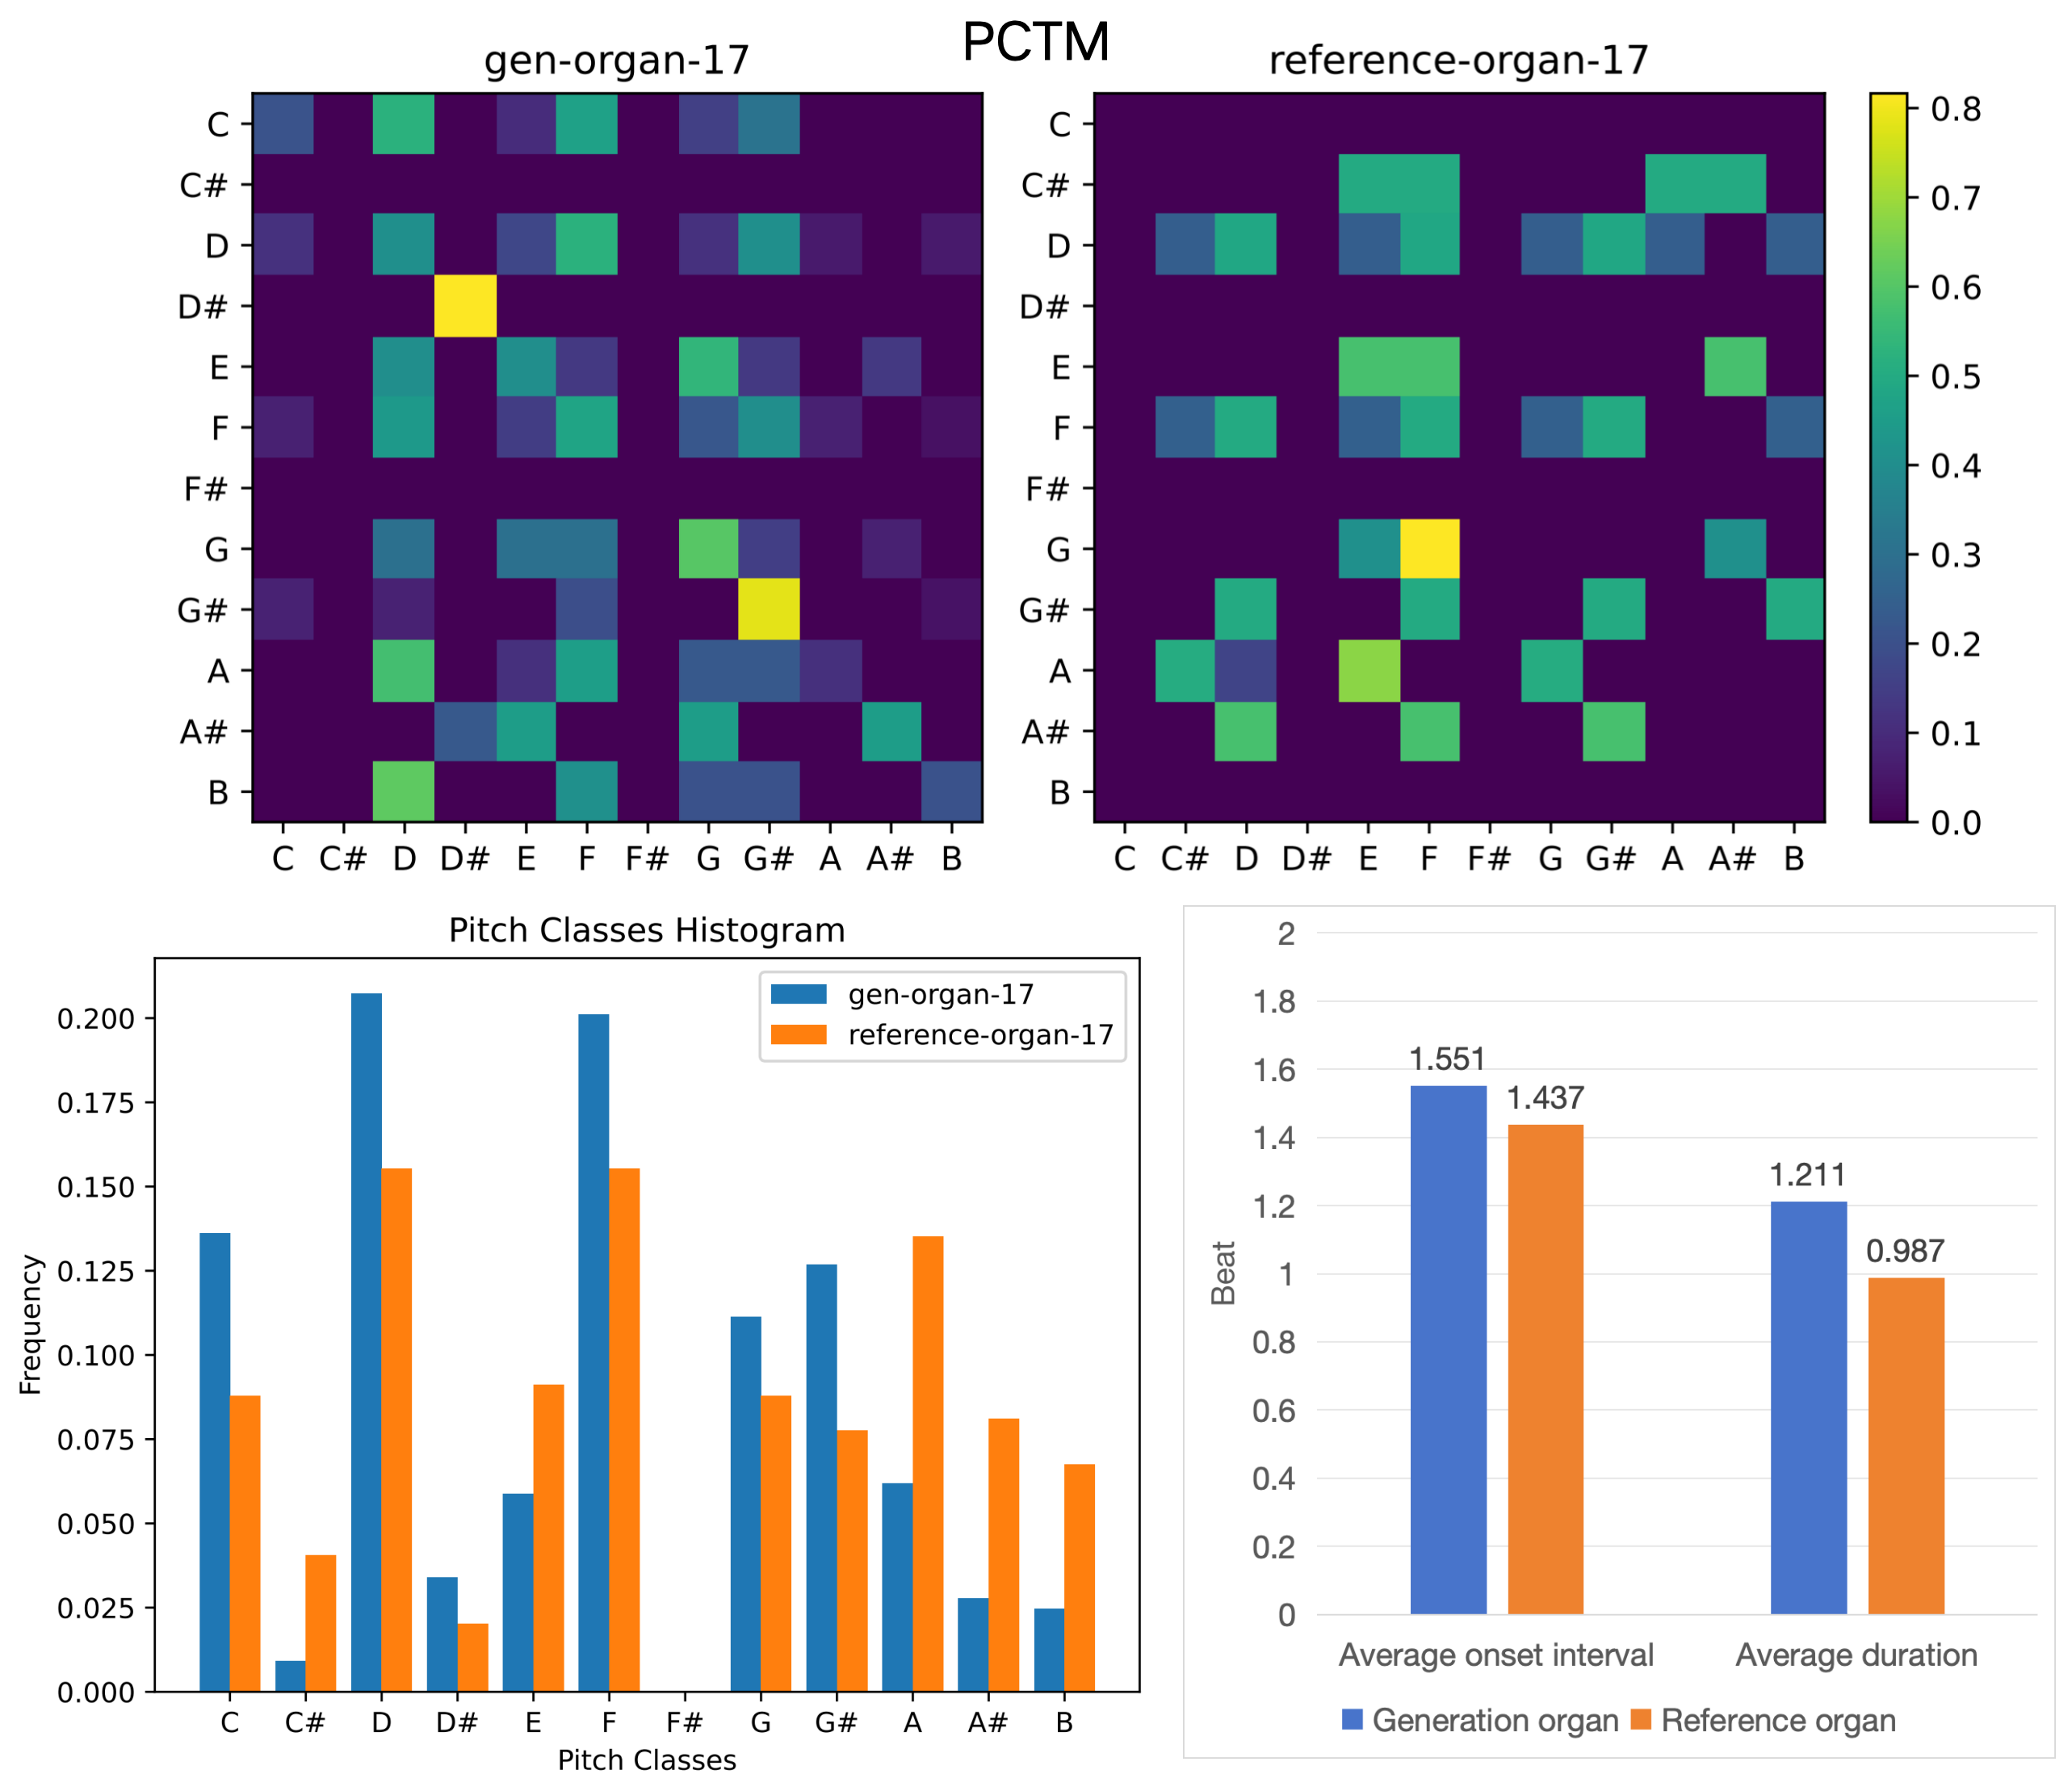 PCTM
gen-organ-17
reference-organ-17
C
C#
D
D#
E
F
F#
G
G#
A
A#
B
C C# D D# E F F# G G# A A# B
C
C#
D
D#
E
F
F#
G
G#
A
A#
B
C C# D D# E F F# G G# A A# B
0.8
0.7
0.6
0.5
0.4
0.3
0.2
0.1
0.0
Pitch Classes Histogram
gen-organ-17
reference-organ-17
Frequency
0.200
0.175
0.150
0.125
0.100
0.075
0.050
0.025
0.000
C C# D D# E F F# G G# A A# B
Pitch Classes
Beat
2
1.8
1.6
1.4
1.2
1
0.8
0.6
0.4
0.2
0
1.551
1.437
1.211
0.987
Average onset interval
Average duration
Generation organ
Reference organ